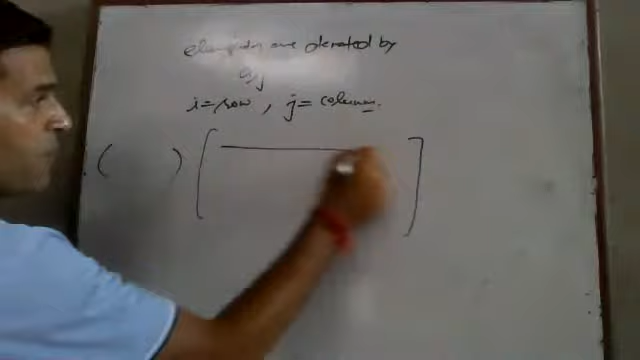 elements are denoted by
aij
i = row, j = column.
( ) [ ]